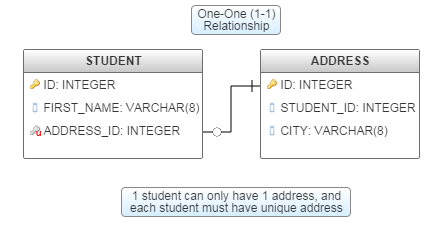 One-One (1-1)
Relationship
STUDENT
ID: INTEGER
FIRST_NAME: VARCHAR(8)
ADDRESS_ID: INTEGER
ADDRESS
ID: INTEGER
STUDENT_ID: INTEGER
CITY: VARCHAR(8)
1 student can only have 1 address, and
each student must have unique address